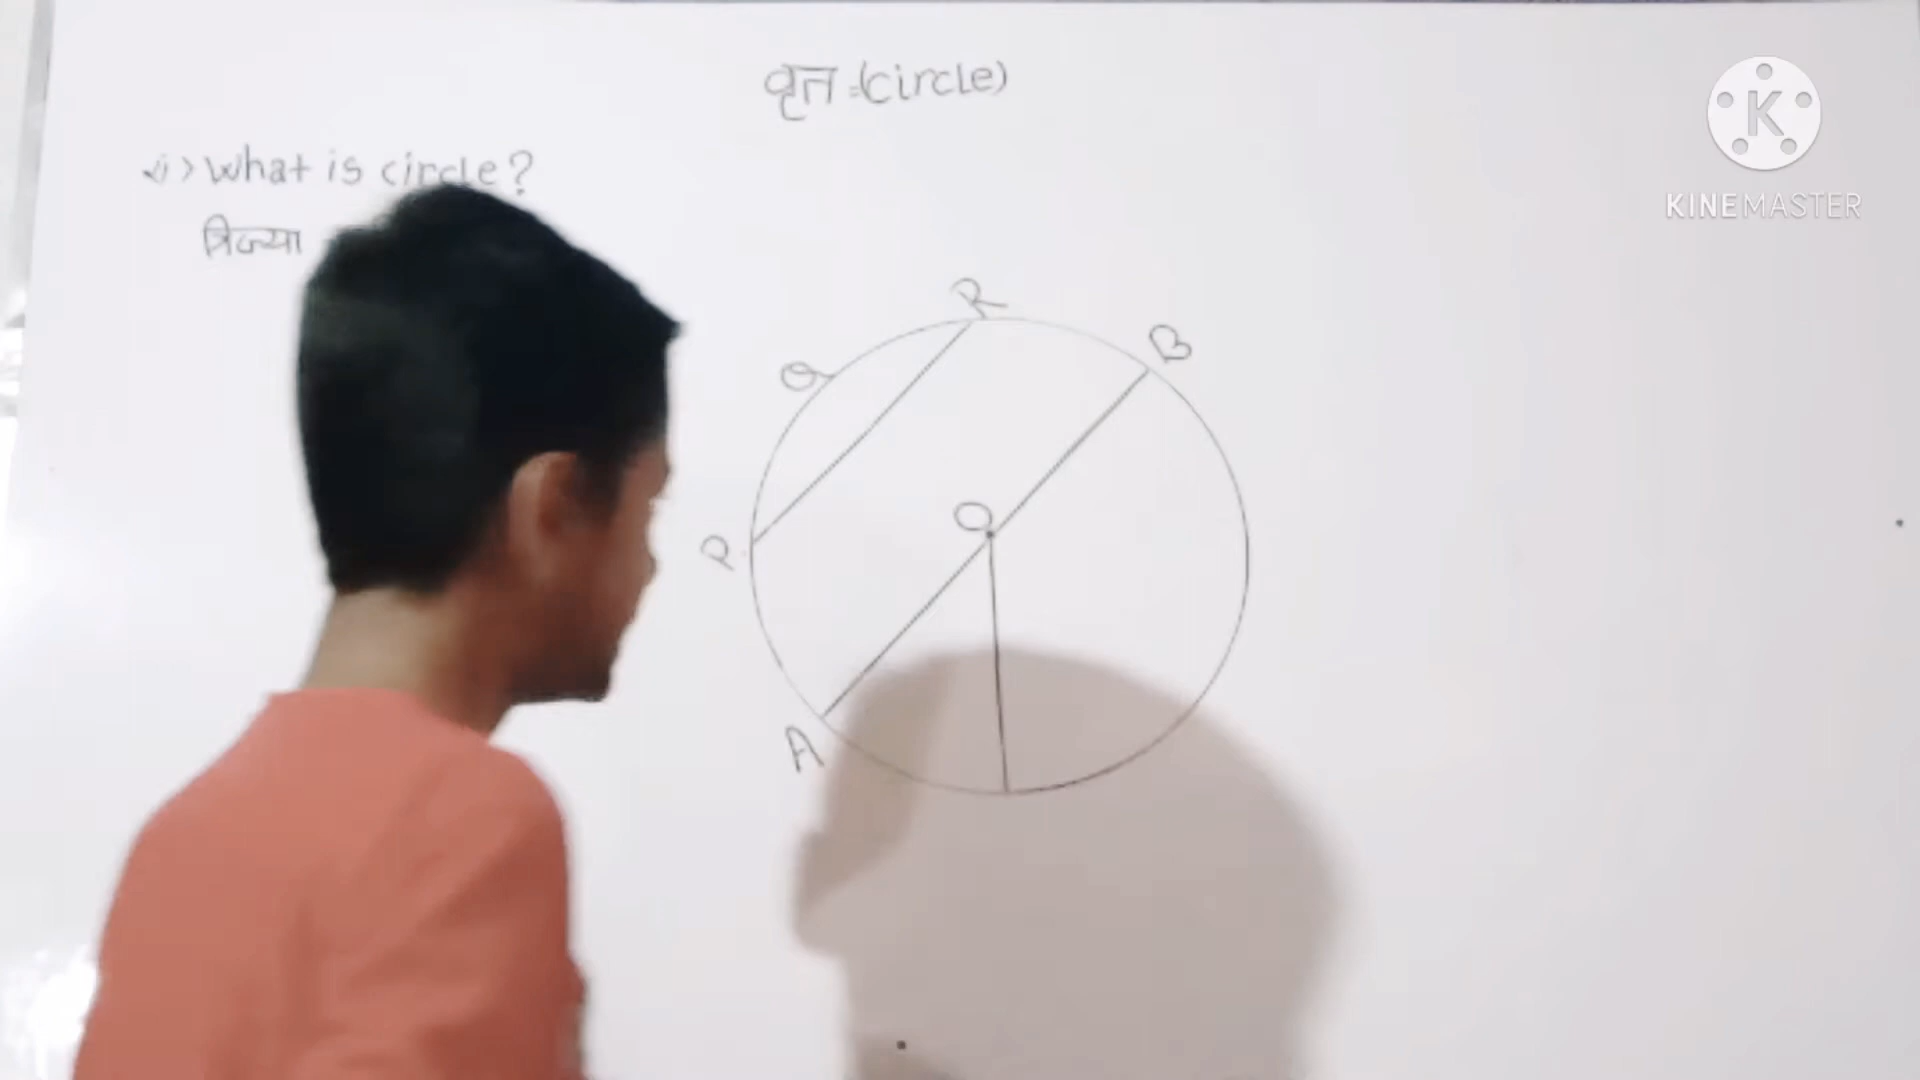 वृत =(circle)
i> What is circle?
त्रिज्या
R
B
Q
O
P
A
K
KINEMASTER